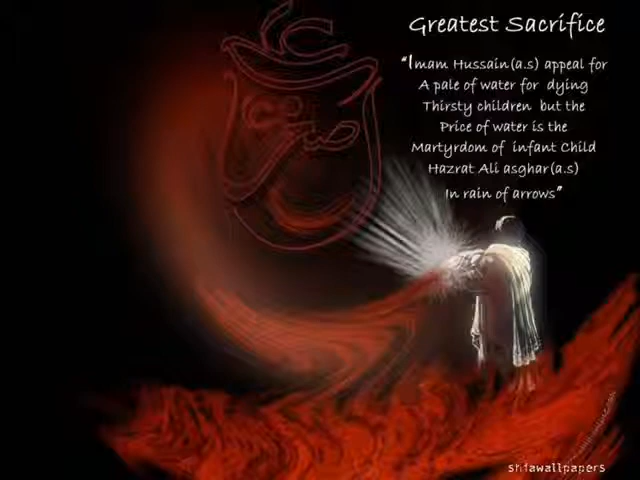 Greatest Sacrifice
"Imam Hussain(a.s) appeal for
A pale of water for dying
Thirsty children but the
Price of water is the
Martyrdom of infant Child
Hazrat Ali asghar(a.s)
In rain of arrows"
shiawallpapers